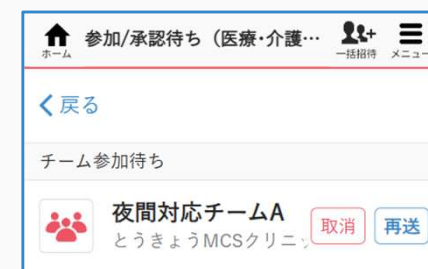 参加/承認待ち（医療・介護…
ホーム
一括招待
メニュー
戻る
チーム参加待ち
夜間対応チームA
取消
再送
とうきょうMCSクリニ